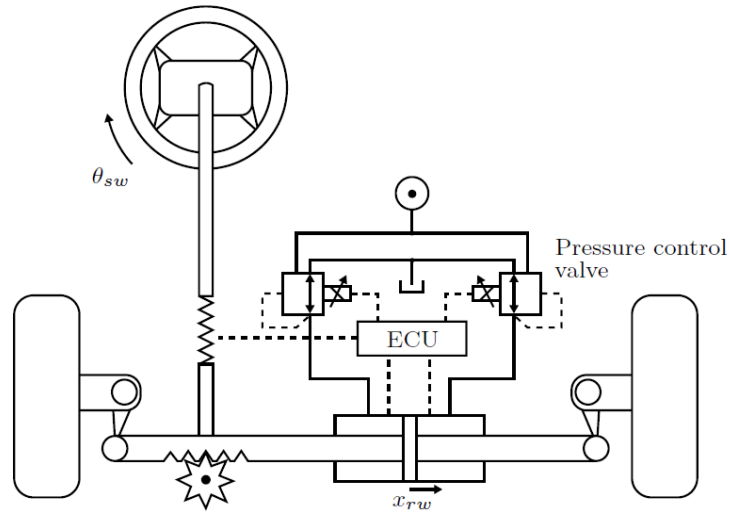 θsw
Pressure control
valve
ECU
xrw